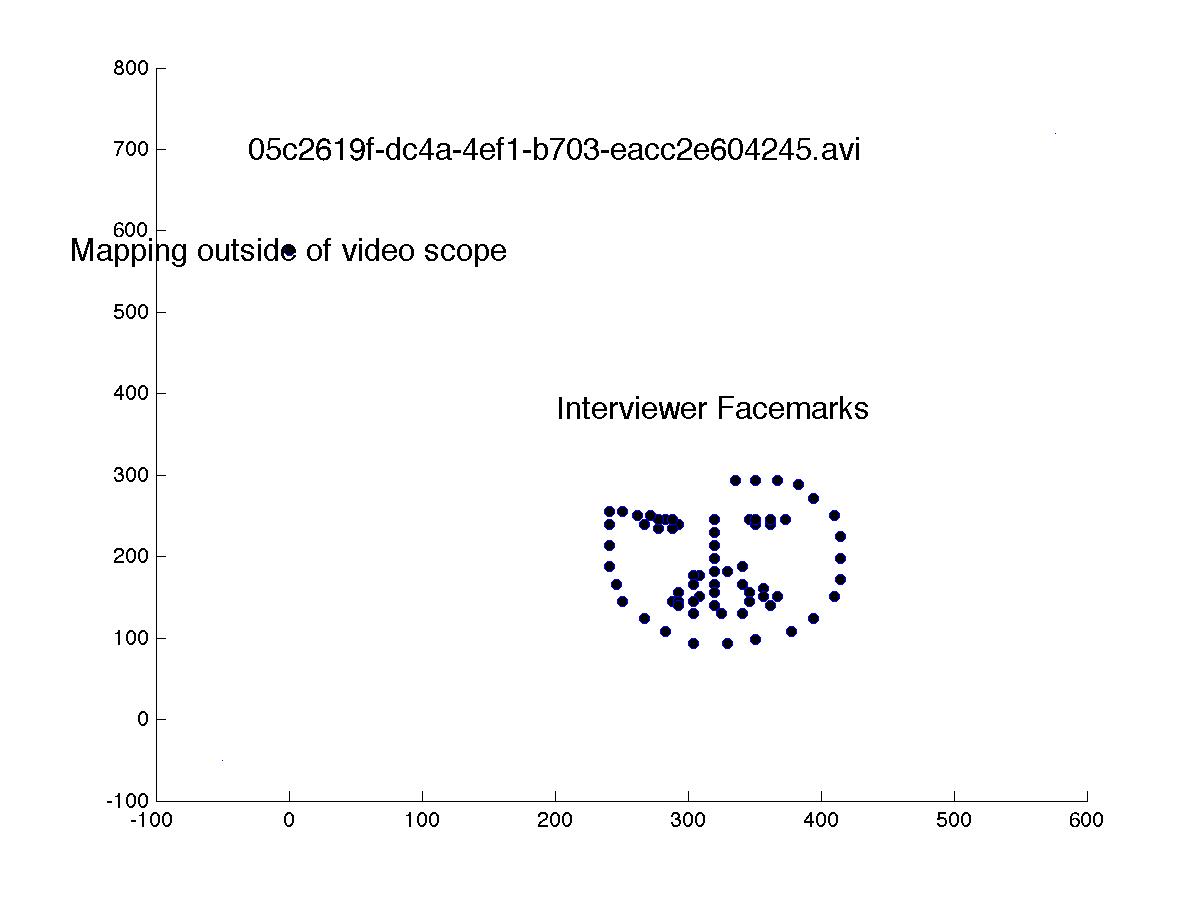 800
700
05c2619f-dc4a-4ef1-b703-eacc2e604245.avi
600
Mapping outside of video scope
500
400
Interviewer Facemarks
300
200
100
0
-100
-100 0 100 200 300 400 500 600